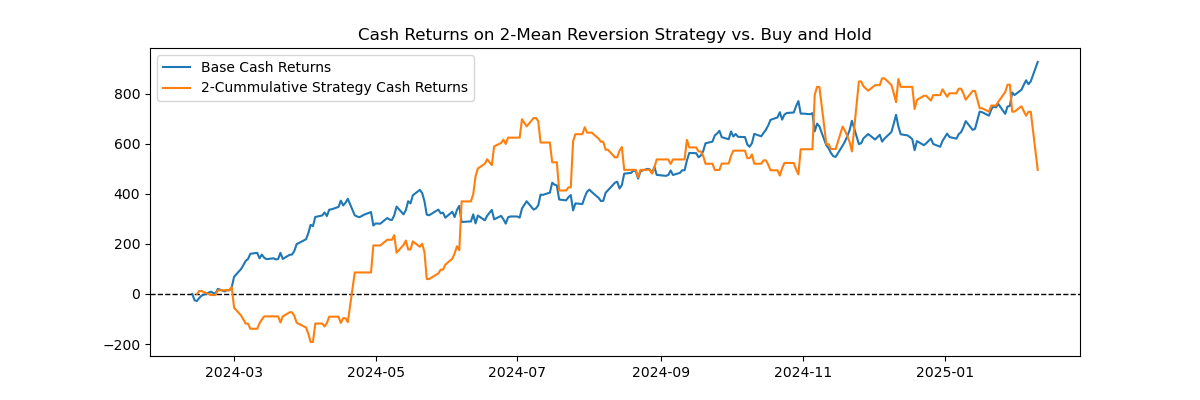 Cash Returns on 2-Mean Reversion Strategy vs. Buy and Hold
Base Cash Returns
2-Cummulative Strategy Cash Returns
800
600
400
200
0
−200
2024-03 2024-05 2024-07 2024-09 2024-11 2025-01